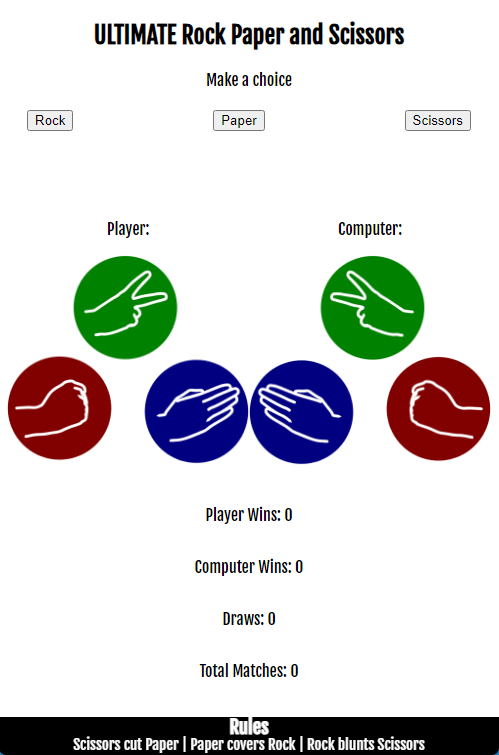 ULTIMATE Rock Paper and Scissors
Make a choice
Rock Paper Scissors
Player: Computer:
Player Wins: 0
Computer Wins: 0
Draws: 0
Total Matches: 0
Rules
Scissors cut Paper | Paper covers Rock | Rock blunts Scissors